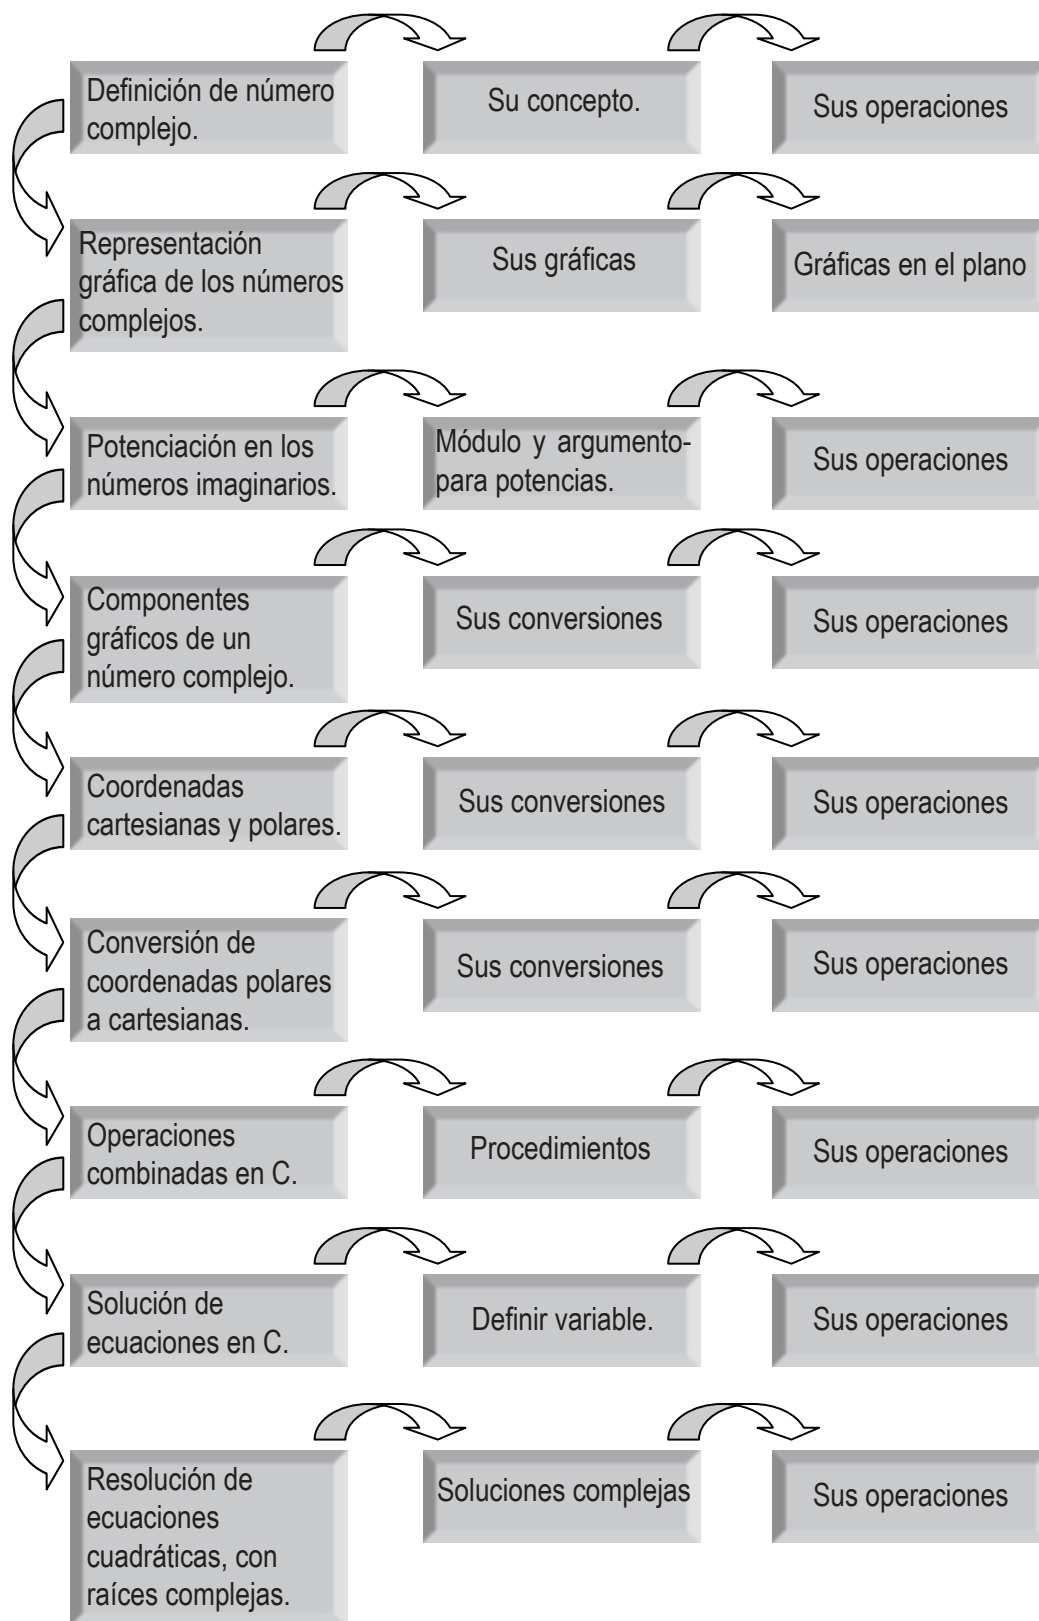 Definición de número
complejo.
Su concepto.
Sus operaciones
Representación
gráfica de los números
complejos.
Sus gráficas
Gráficas en el plano
Potenciación en los
números imaginarios.
Módulo y argumento-
para potencias.
Sus operaciones
Componentes
gráficos de un
número complejo.
Sus conversiones
Sus operaciones
Coordenadas
cartesianas y polares.
Sus conversiones
Sus operaciones
Conversión de
coordenadas polares
a cartesianas.
Sus conversiones
Sus operaciones
Operaciones
combinadas en C.
Procedimientos
Sus operaciones
Solución de
ecuaciones en C.
Definir variable.
Sus operaciones
Resolución de
ecuaciones
cuadráticas, con
raíces complejas.
Soluciones complejas
Sus operaciones